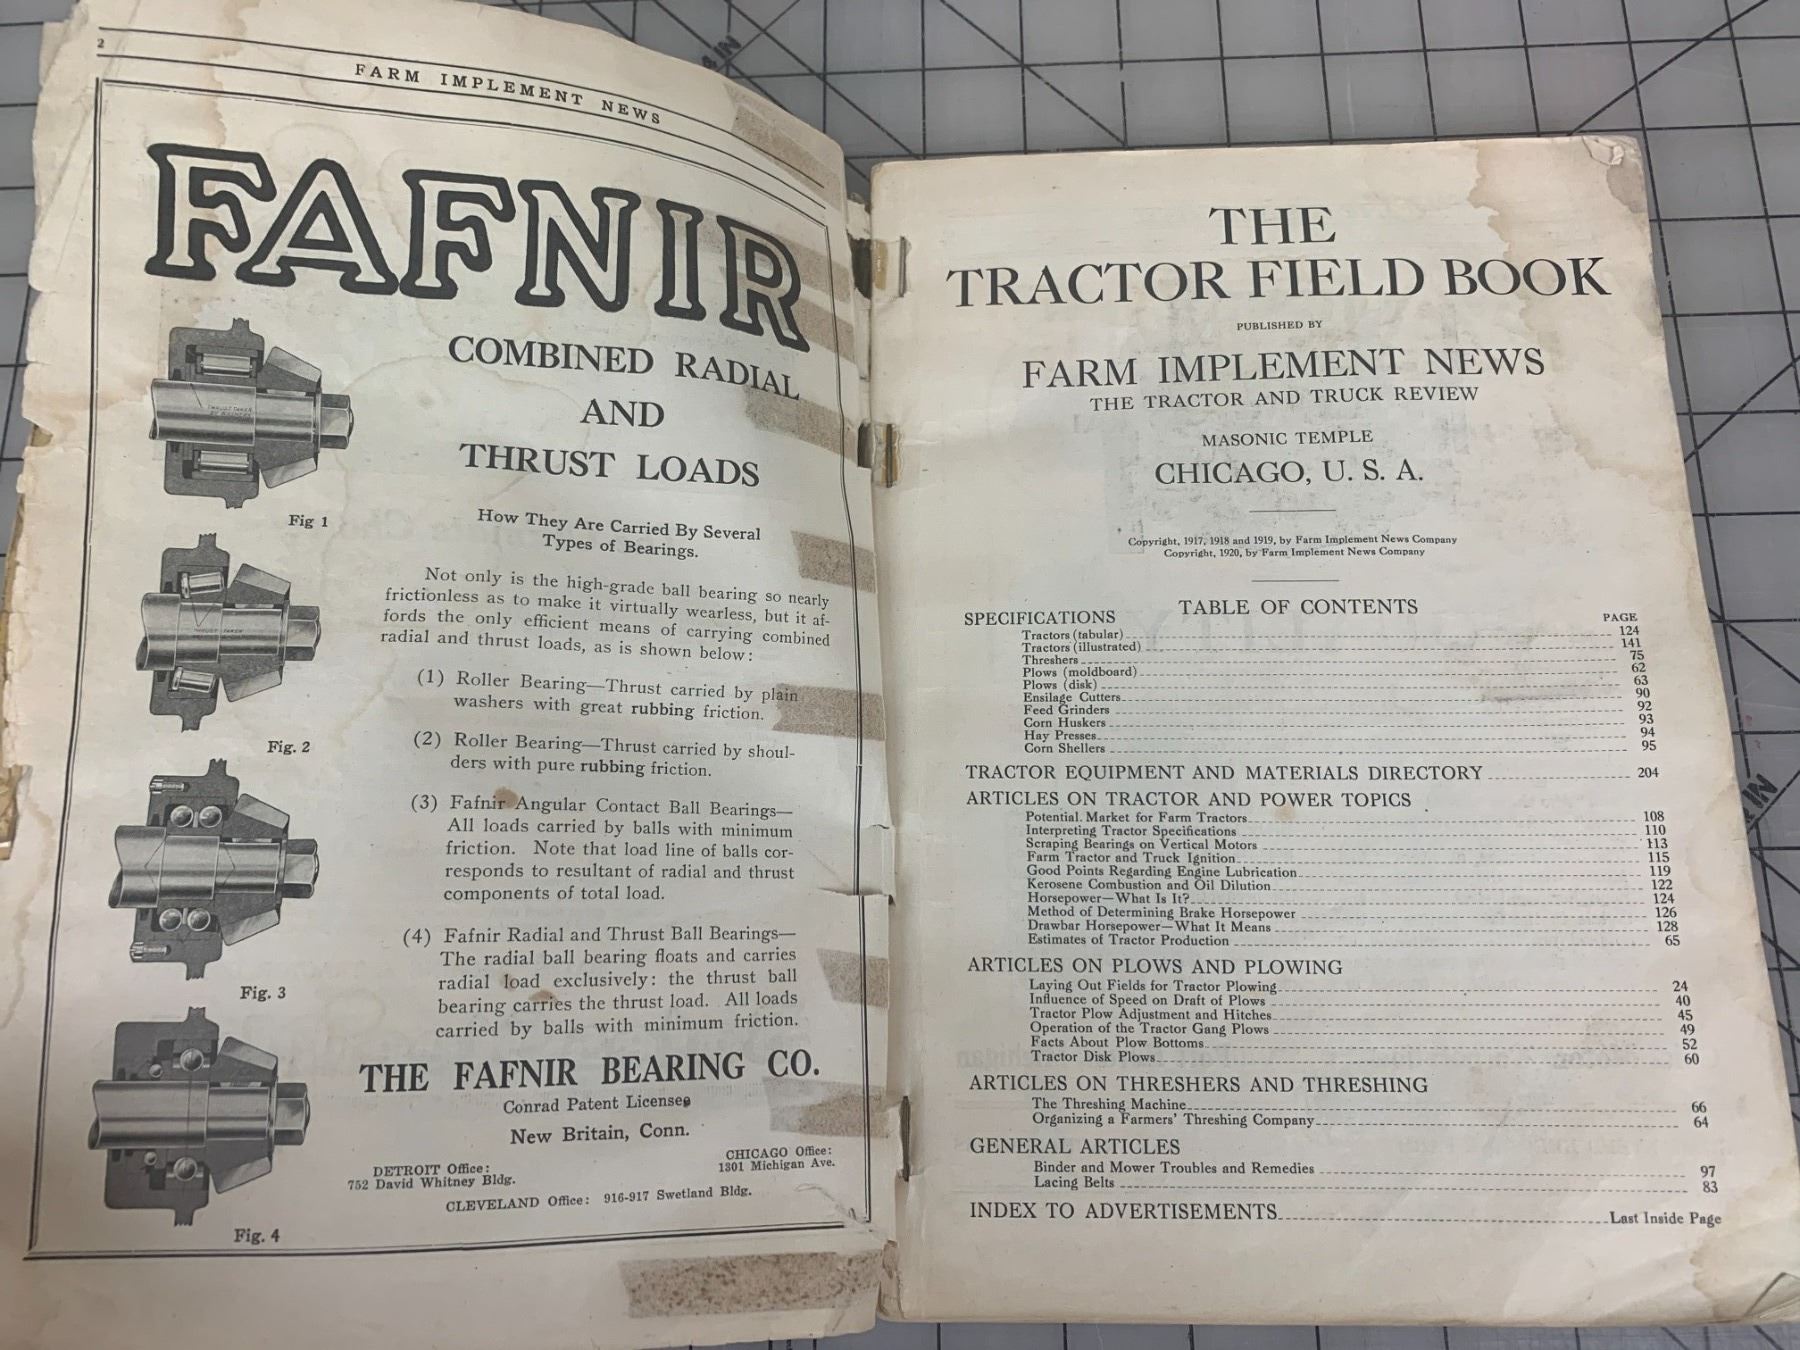 2
FARM IMPLEMENT NEWS
FAFNIR
COMBINED RADIAL
AND
THRUST LOADS
How They Are Carried By Several
Types of Bearings.
Not only is the high-grade ball bearing so nearly
frictionless as to make it virtually wearless, but it af-
fords the only efficient means of carrying combined
radial and thrust loads, as is shown below:
(1) Roller Bearing—Thrust carried by plain
washers with great rubbing friction.
(2) Roller Bearing—Thrust carried by shoul-
ders with pure rubbing friction.
(3) Fafnir Angular Contact Ball Bearings—
All loads carried by balls with minimum
friction. Note that load line of balls cor-
responds to resultant of radial and thrust
components of total load.
(4) Fafnir Radial and Thrust Ball Bearings—
The radial ball bearing floats and carries
radial load exclusively: the thrust ball
bearing carries the thrust load. All loads
carried by balls with minimum friction.
Fig 1
Fig. 2
Fig. 3
Fig. 4
THE FAFNIR BEARING CO.
Conrad Patent Licensee
New Britain, Conn.
DETROIT Office:
752 David Whitney Bldg.
CHICAGO Office:
1301 Michigan Ave.
CLEVELAND Office: 916-917 Swetland Bldg.
THE
TRACTOR FIELD BOOK
PUBLISHED BY
FARM IMPLEMENT NEWS
THE TRACTOR AND TRUCK REVIEW
MASONIC TEMPLE
CHICAGO, U. S. A.
Copyright, 1917, 1918 and 1919, by Farm Implement News Company
Copyright, 1920, by Farm Implement News Company
TABLE OF CONTENTS
SPECIFICATIONS PAGE
Tractors (tabular) 124
Tractors (illustrated) 141
Threshers 75
Plows (moldboard) 62
Plows (disk) 63
Ensilage Cutters 90
Feed Grinders 92
Corn Huskers 93
Hay Presses 94
Corn Shellers 95
TRACTOR EQUIPMENT AND MATERIALS DIRECTORY 204
ARTICLES ON TRACTOR AND POWER TOPICS
Potential Market for Farm Tractors 108
Interpreting Tractor Specifications 110
Scraping Bearings on Vertical Motors 113
Farm Tractor and Truck Ignition 115
Good Points Regarding Engine Lubrication 119
Kerosene Combustion and Oil Dilution 122
Horsepower—What Is It? 124
Method of Determining Brake Horsepower 126
Drawbar Horsepower—What It Means 128
Estimates of Tractor Production 65
ARTICLES ON PLOWS AND PLOWING
Laying Out Fields for Tractor Plowing 24
Influence of Speed on Draft of Plows 40
Tractor Plow Adjustment and Hitches 45
Operation of the Tractor Gang Plows 49
Facts About Plow Bottoms 52
Tractor Disk Plows 60
ARTICLES ON THRESHERS AND THRESHING
The Threshing Machine 66
Organizing a Farmers' Threshing Company 64
GENERAL ARTICLES
Binder and Mower Troubles and Remedies 97
Lacing Belts 83
INDEX TO ADVERTISEMENTS Last Inside Page